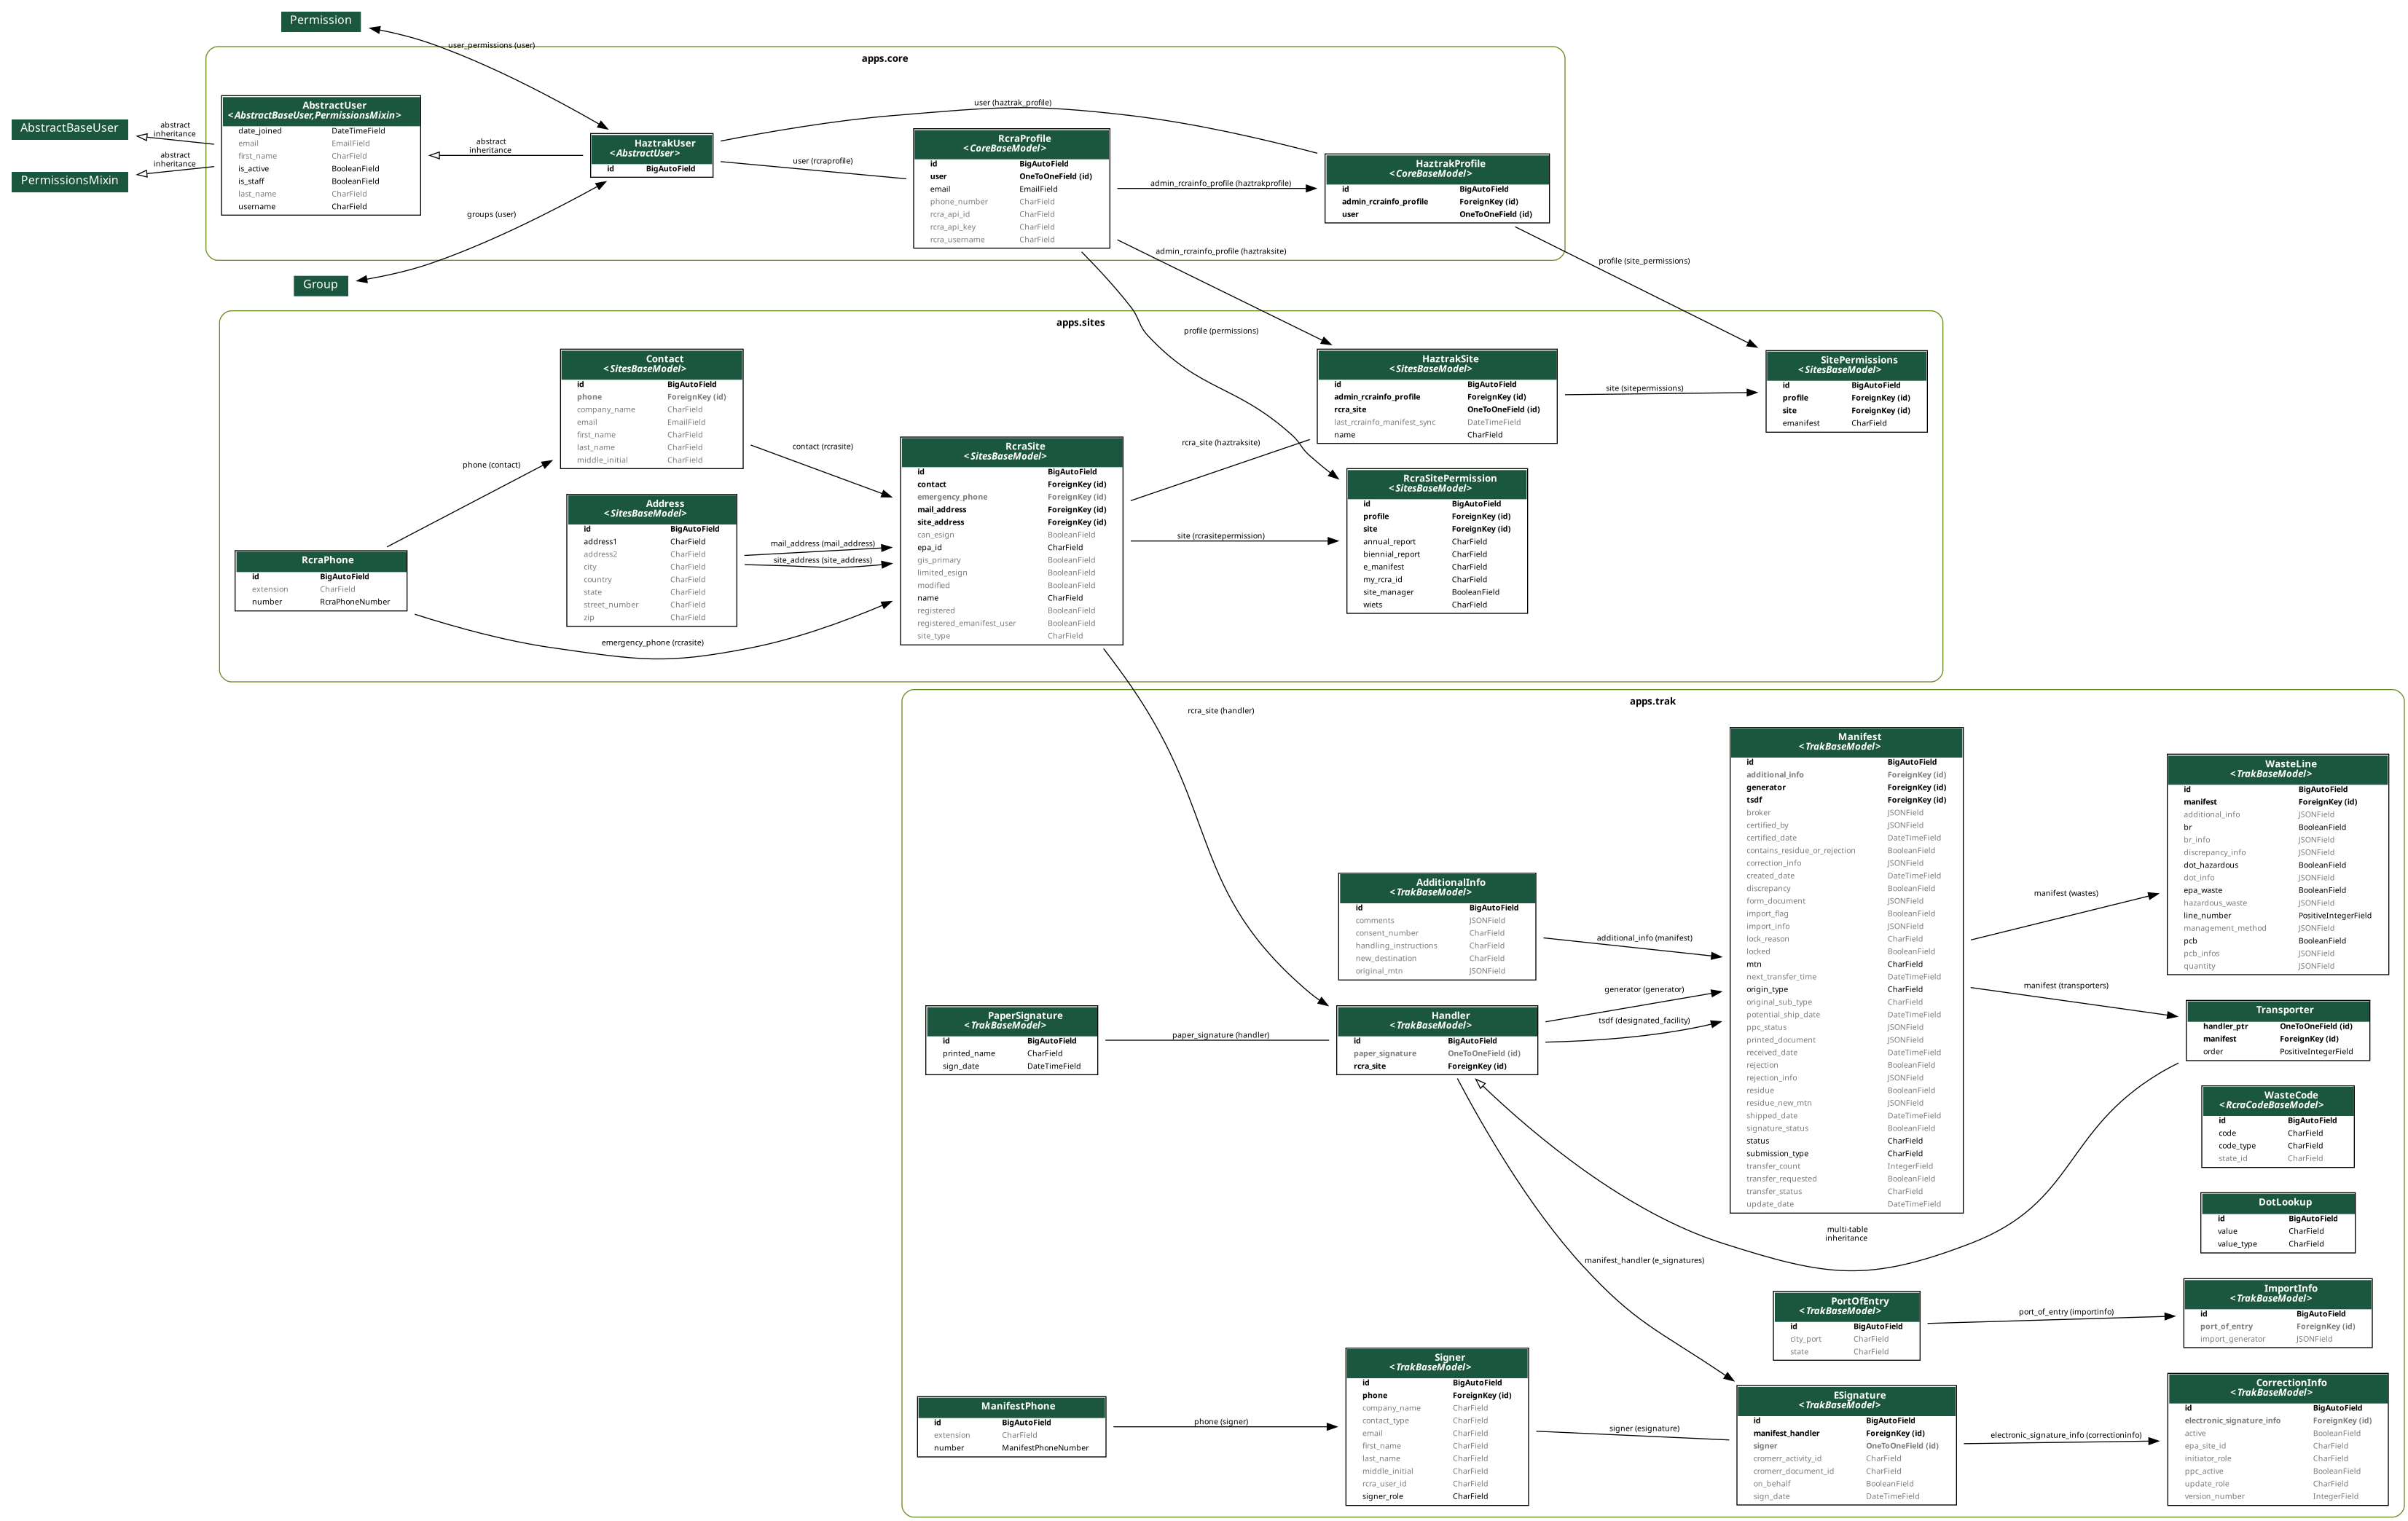 Permission
user_permissions (user)
apps.core
AbstractBaseUser
abstract
inheritance
PermissionsMixin
abstract
inheritance
AbstractUser
<AbstractBaseUser,PermissionsMixin>
date_joined DateTimeField
email EmailField
first_name CharField
is_active BooleanField
is_staff BooleanField
last_name CharField
username CharField
abstract
inheritance
HaztrakUser
<AbstractUser>
id BigAutoField
groups (user)
Group
user (haztrak_profile)
user (rcraprofile)
RcraProfile
<CoreBaseModel>
id BigAutoField
user OneToOneField (id)
email EmailField
phone_number CharField
rcra_api_id CharField
rcra_api_key CharField
rcra_username CharField
admin_rcrainfo_profile (haztrakprofile)
HaztrakProfile
<CoreBaseModel>
id BigAutoField
admin_rcrainfo_profile ForeignKey (id)
user OneToOneField (id)
admin_rcrainfo_profile (haztraksite)
profile (site_permissions)
profile (permissions)
apps.sites
RcraPhone
id BigAutoField
extension CharField
number RcraPhoneNumber
phone (contact)
Contact
<SitesBaseModel>
id BigAutoField
phone ForeignKey (id)
company_name CharField
email EmailField
first_name CharField
last_name CharField
middle_initial CharField
contact (rcrasite)
Address
<SitesBaseModel>
id BigAutoField
address1 CharField
address2 CharField
city CharField
country CharField
state CharField
street_number CharField
zip CharField
mail_address (mail_address)
site_address (site_address)
emergency_phone (rcrasite)
RcraSite
<SitesBaseModel>
id BigAutoField
contact ForeignKey (id)
emergency_phone ForeignKey (id)
mail_address ForeignKey (id)
site_address ForeignKey (id)
can_esign BooleanField
epa_id CharField
gis_primary BooleanField
limited_esign BooleanField
modified BooleanField
name CharField
registered BooleanField
registered_emanifest_user BooleanField
site_type CharField
rcra_site (haztraksite)
site (rcrasitepermission)
HaztrakSite
<SitesBaseModel>
id BigAutoField
admin_rcrainfo_profile ForeignKey (id)
rcra_site OneToOneField (id)
last_rcrainfo_manifest_sync DateTimeField
name CharField
site (sitepermissions)
RcraSitePermission
<SitesBaseModel>
id BigAutoField
profile ForeignKey (id)
site ForeignKey (id)
annual_report CharField
biennial_report CharField
e_manifest CharField
my_rcra_id CharField
site_manager BooleanField
wiets CharField
SitePermissions
<SitesBaseModel>
id BigAutoField
profile ForeignKey (id)
site ForeignKey (id)
emanifest CharField
apps.trak
rcra_site (handler)
PaperSignature
<TrakBaseModel>
id BigAutoField
printed_name CharField
sign_date DateTimeField
paper_signature (handler)
AdditionalInfo
<TrakBaseModel>
id BigAutoField
comments JSONField
consent_number CharField
handling_instructions CharField
new_destination CharField
original_mtn JSONField
additional_info (manifest)
Handler
<TrakBaseModel>
id BigAutoField
paper_signature OneToOneField (id)
rcra_site ForeignKey (id)
generator (generator)
tsdf (designated_facility)
manifest_handler (e_signatures)
multi-table
inheritance
Manifest
<TrakBaseModel>
id BigAutoField
additional_info ForeignKey (id)
generator ForeignKey (id)
tsdf ForeignKey (id)
broker JSONField
certified_by JSONField
certified_date DateTimeField
contains_residue_or_rejection BooleanField
correction_info JSONField
created_date DateTimeField
discrepancy BooleanField
form_document JSONField
import_flag BooleanField
import_info JSONField
lock_reason CharField
locked BooleanField
mtn CharField
next_transfer_time DateTimeField
origin_type CharField
original_sub_type CharField
potential_ship_date DateTimeField
ppc_status JSONField
printed_document JSONField
received_date DateTimeField
rejection BooleanField
rejection_info JSONField
residue BooleanField
residue_new_mtn JSONField
shipped_date DateTimeField
signature_status BooleanField
status CharField
submission_type CharField
transfer_count IntegerField
transfer_requested BooleanField
transfer_status CharField
update_date DateTimeField
manifest (wastes)
manifest (transporters)
WasteLine
<TrakBaseModel>
id BigAutoField
manifest ForeignKey (id)
additional_info JSONField
br BooleanField
br_info JSONField
discrepancy_info JSONField
dot_hazardous BooleanField
dot_info JSONField
epa_waste BooleanField
hazardous_waste JSONField
line_number PositiveIntegerField
management_method JSONField
pcb BooleanField
pcb_infos JSONField
quantity JSONField
Transporter
handler_ptr OneToOneField (id)
manifest ForeignKey (id)
order PositiveIntegerField
WasteCode
<RcraCodeBaseModel>
id BigAutoField
code CharField
code_type CharField
state_id CharField
DotLookup
id BigAutoField
value CharField
value_type CharField
PortOfEntry
<TrakBaseModel>
id BigAutoField
city_port CharField
state CharField
port_of_entry (importinfo)
ImportInfo
<TrakBaseModel>
id BigAutoField
port_of_entry ForeignKey (id)
import_generator JSONField
ManifestPhone
id BigAutoField
extension CharField
number ManifestPhoneNumber
phone (signer)
Signer
<TrakBaseModel>
id BigAutoField
phone ForeignKey (id)
company_name CharField
contact_type CharField
email CharField
first_name CharField
last_name CharField
middle_initial CharField
rcra_user_id CharField
signer_role CharField
signer (esignature)
ESignature
<TrakBaseModel>
id BigAutoField
manifest_handler ForeignKey (id)
signer OneToOneField (id)
cromerr_activity_id CharField
cromerr_document_id CharField
on_behalf BooleanField
sign_date DateTimeField
electronic_signature_info (correctioninfo)
CorrectionInfo
<TrakBaseModel>
id BigAutoField
electronic_signature_info ForeignKey (id)
active BooleanField
epa_site_id CharField
initiator_role CharField
ppc_active BooleanField
update_role CharField
version_number IntegerField